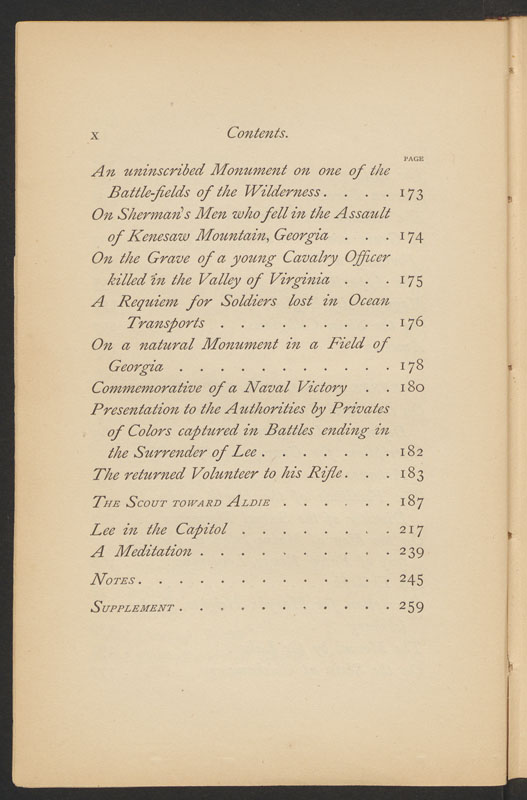 x Contents.
PAGE
An uninscribed Monument on one of the
Battle-fields of the Wilderness. . . . 173
On Sherman's Men who fell in the Assault
of Kenesaw Mountain, Georgia . . . 174
On the Grave of a young Cavalry Officer
killed in the Valley of Virginia . . . 175
A Requiem for Soldiers lost in Ocean
Transports . . . . . . . . . 176
On a natural Monument in a Field of
Georgia . . . . . . . . . . . 178
Commemorative of a Naval Victory . . 180
Presentation to the Authorities by Privates
of Colors captured in Battles ending in
the Surrender of Lee . . . . . . . 182
The returned Volunteer to his Rifle. . . 183
THE SCOUT TOWARD ALDIE . . . . . . 187
Lee in the Capitol . . . . . . . . 217
A Meditation . . . . . . . . . . 239
NOTES . . . . . . . . . . . . . 245
SUPPLEMENT . . . . . . . . . . . 259